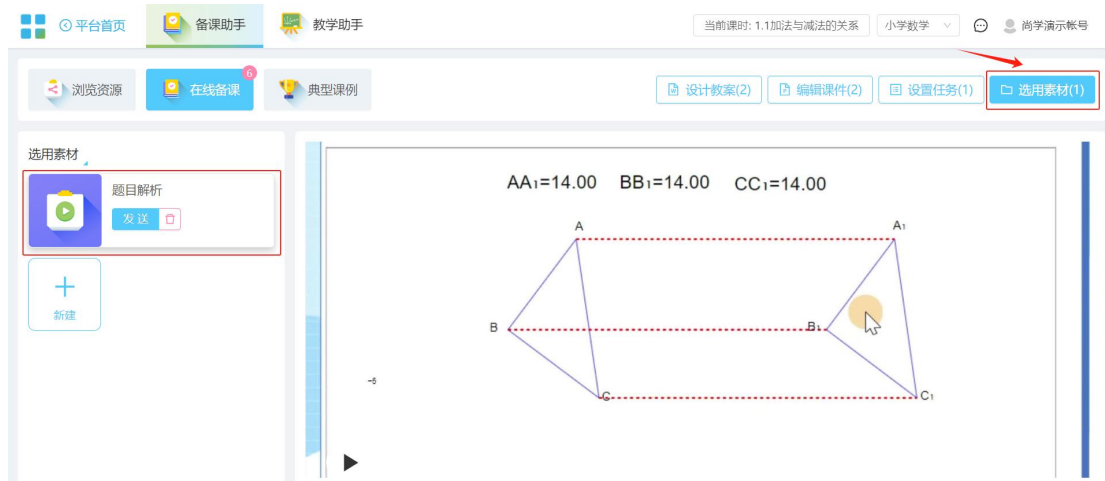 平台首页 备课助手 教学助手 当前课时: 1.1加法与减法的关系 小学数学 尚学演示帐号
浏览资源 在线备课 6 典型课例 设计教案(2) 编辑课件(2) 设置任务(1) 选用素材(1)
选用素材
题目解析
发送
新建
AA₁=14.00 BB₁=14.00 CC₁=14.00
A A₁
B B₁
-5
C C₁